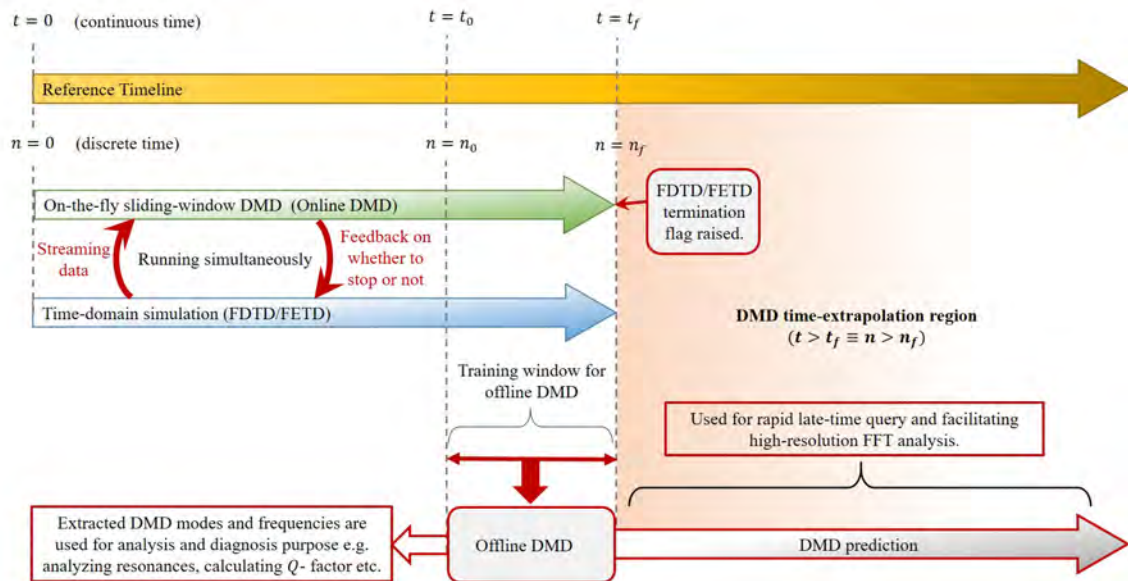 t = 0 (continuous time)
t = t₀
t = t_f
Reference Timeline
n = 0 (discrete time)
n = n₀
n = n_f
On-the-fly sliding-window DMD (Online DMD)
FDTD/FETD
termination
flag raised.
Streaming
data
Running simultaneously
Feedback on
whether to
stop or not
Time-domain simulation (FDTD/FETD)
DMD time-extrapolation region
(t > t_f ≡ n > n_f)
Training window for
offline DMD
Used for rapid late-time query and facilitating
high-resolution FFT analysis.
Extracted DMD modes and frequencies are
used for analysis and diagnosis purpose e.g.
analyzing resonances, calculating Q- factor etc.
Offline DMD
DMD prediction